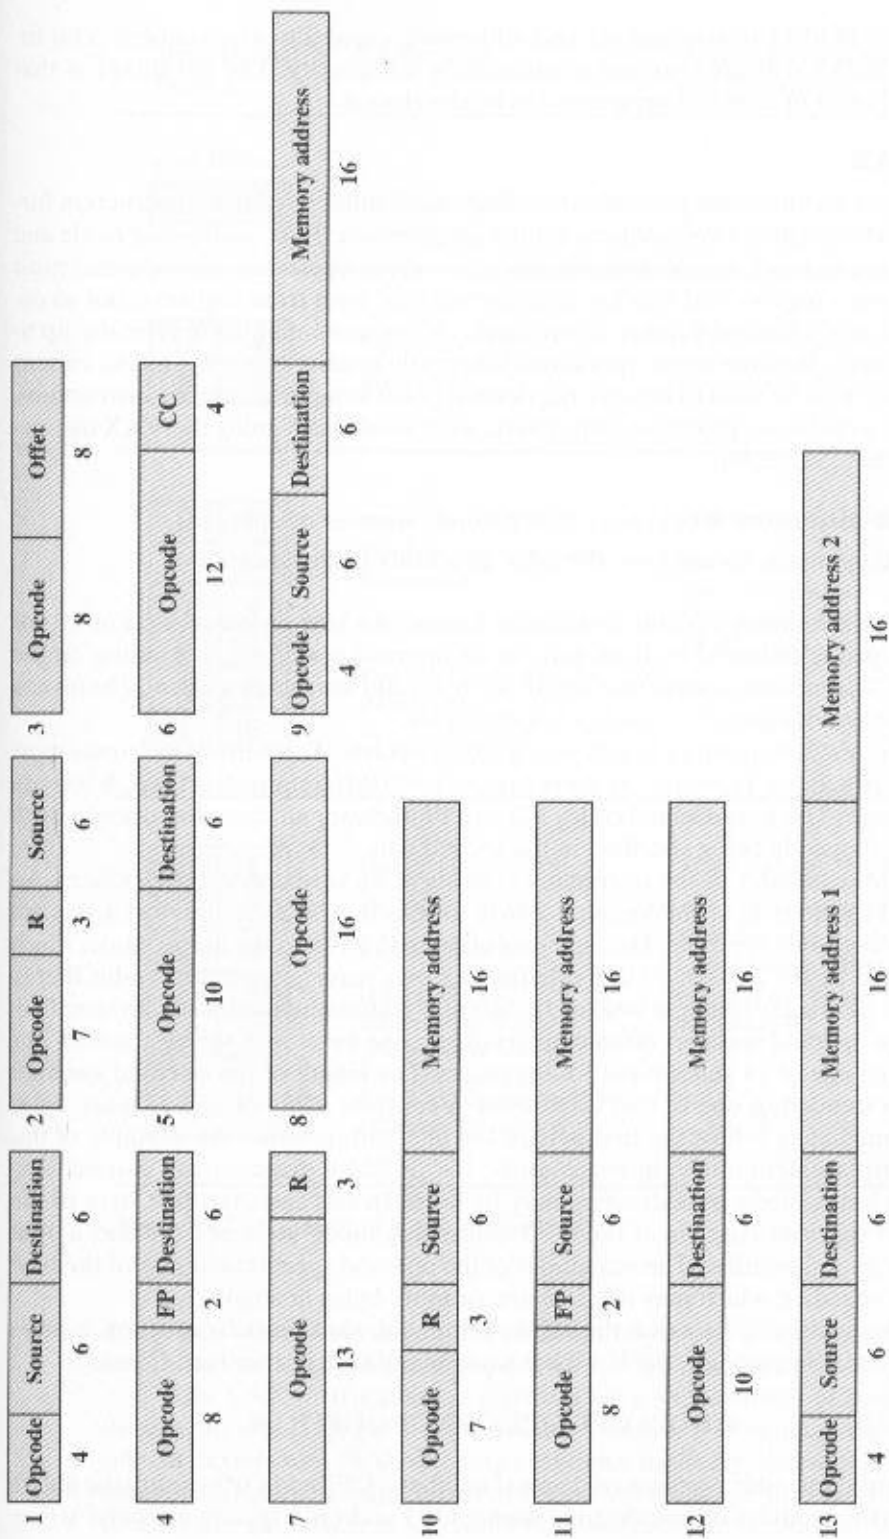 1 Opcode Source Destination
4 6 6
2 Opcode R Source
7 3 6
3 Opcode Offet
8 8
4 Opcode FP Destination
8 2 6
5 Opcode Destination
10 6
6 Opcode CC
12 4
7 Opcode R
13 3
8 Opcode
16
9 Opcode Source Destination Memory address
4 6 6 16
10 Opcode R Source Memory address
7 3 6 16
11 Opcode FP Source Memory address
8 2 6 16
12 Opcode Destination Memory address
10 6 16
13 Opcode Source Destination Memory address 1 Memory address 2
4 6 6 16 16